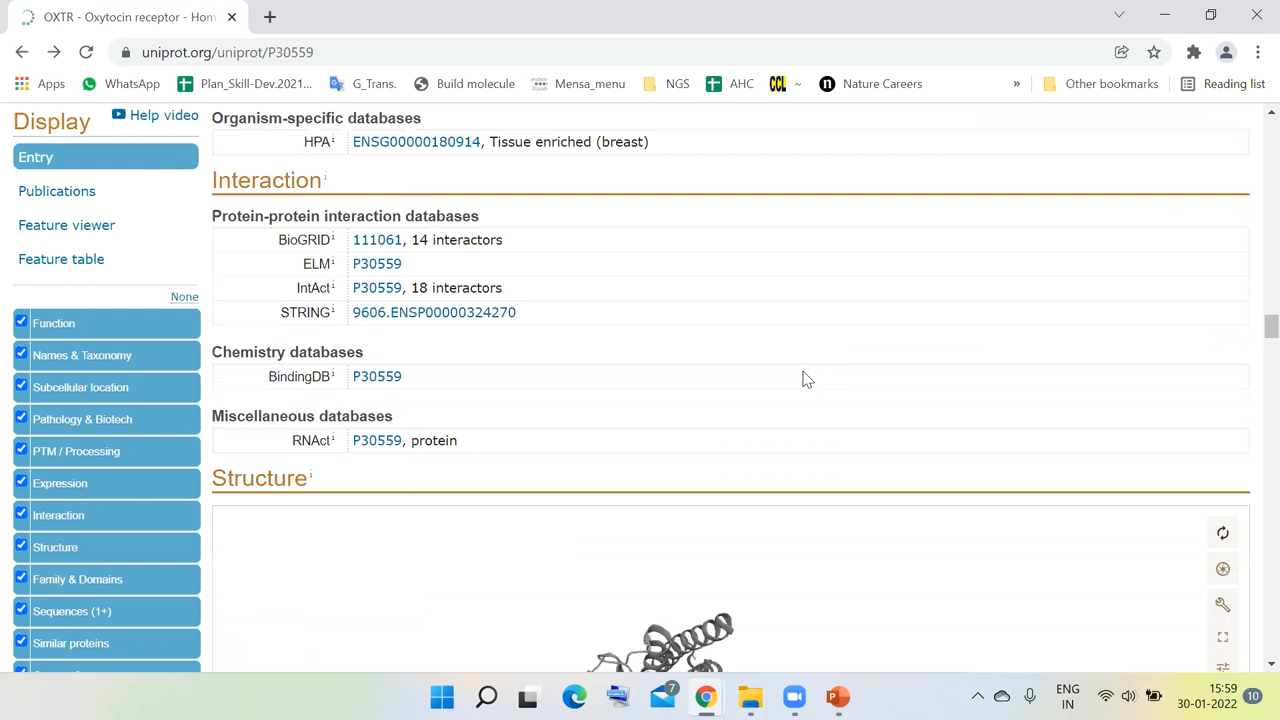 OXTR - Oxytocin receptor - Hom
uniprot.org/uniprot/P30559
Apps WhatsApp Plan_Skill-Dev.2021... G_Trans. Build molecule Mensa_menu NGS AHC CCL ~ n Nature Careers » Other bookmarks Reading list
Display Help video
Entry
Publications
Feature viewer
Feature table
None
Function
Names & Taxonomy
Subcellular location
Pathology & Biotech
PTM / Processing
Expression
Interaction
Structure
Family & Domains
Sequences (1+)
Similar proteins
Organism-specific databases
HPA i ENSG00000180914, Tissue enriched (breast)
Interaction i
Protein-protein interaction databases
BioGRID i 111061, 14 interactors
ELM i P30559
IntAct i P30559, 18 interactors
STRING i 9606.ENSP00000324270
Chemistry databases
BindingDB i P30559
Miscellaneous databases
RNAct i P30559, protein
Structure i
7
ENG
IN
15:59
30-01-2022
10